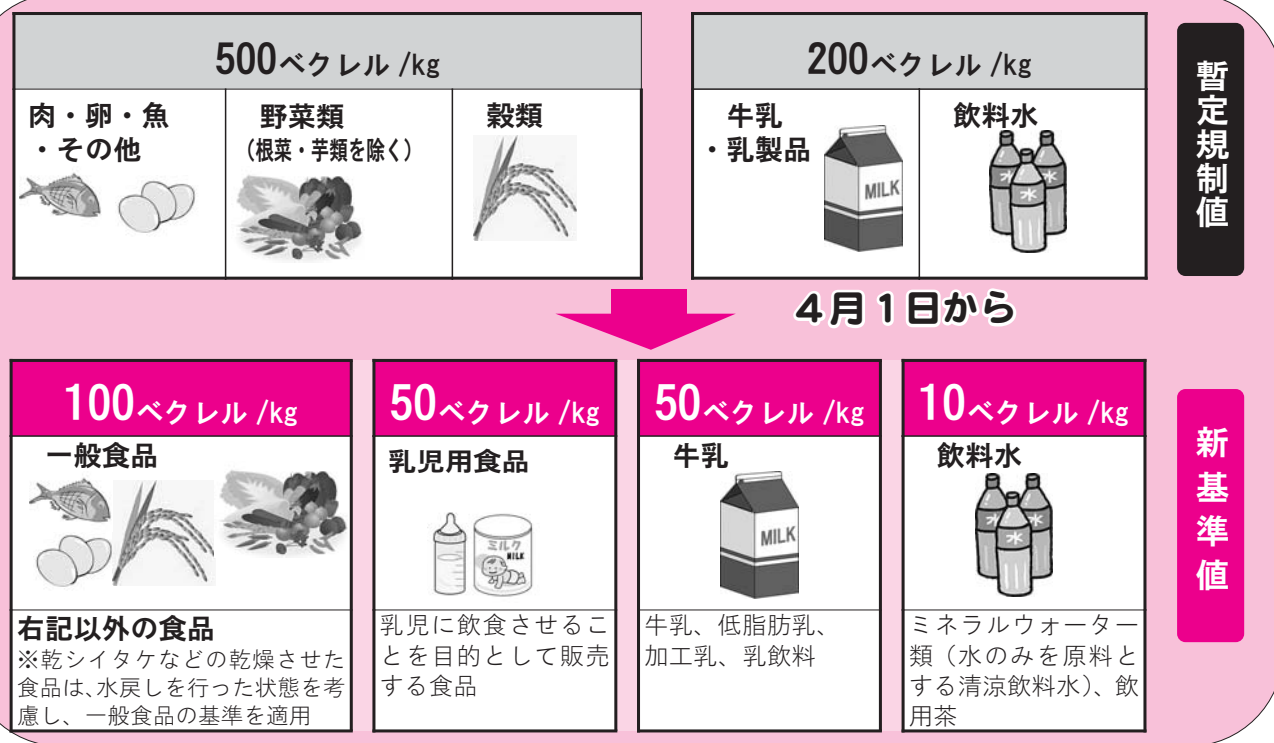 500ベクレル /kg
肉・卵・魚
・その他
野菜類
(根菜・芋類を除く)
穀類
200ベクレル /kg
牛乳
・乳製品
MILK
飲料水
水
水
水
暫定規制値
4月1日から
100ベクレル /kg
一般食品
右記以外の食品
※乾シイタケなどの乾燥させた
食品は、水戻しを行った状態を考
慮し、一般食品の基準を適用
50ベクレル /kg
乳児用食品
ミルク
MILK
乳児に飲食させるこ
とを目的として販売
する食品
50ベクレル /kg
牛乳
MILK
牛乳、低脂肪乳、
加工乳、乳飲料
10ベクレル /kg
飲料水
水
水
水
ミネラルウォーター
類（水のみを原料と
する清涼飲料水）、飲
用茶
新基準値